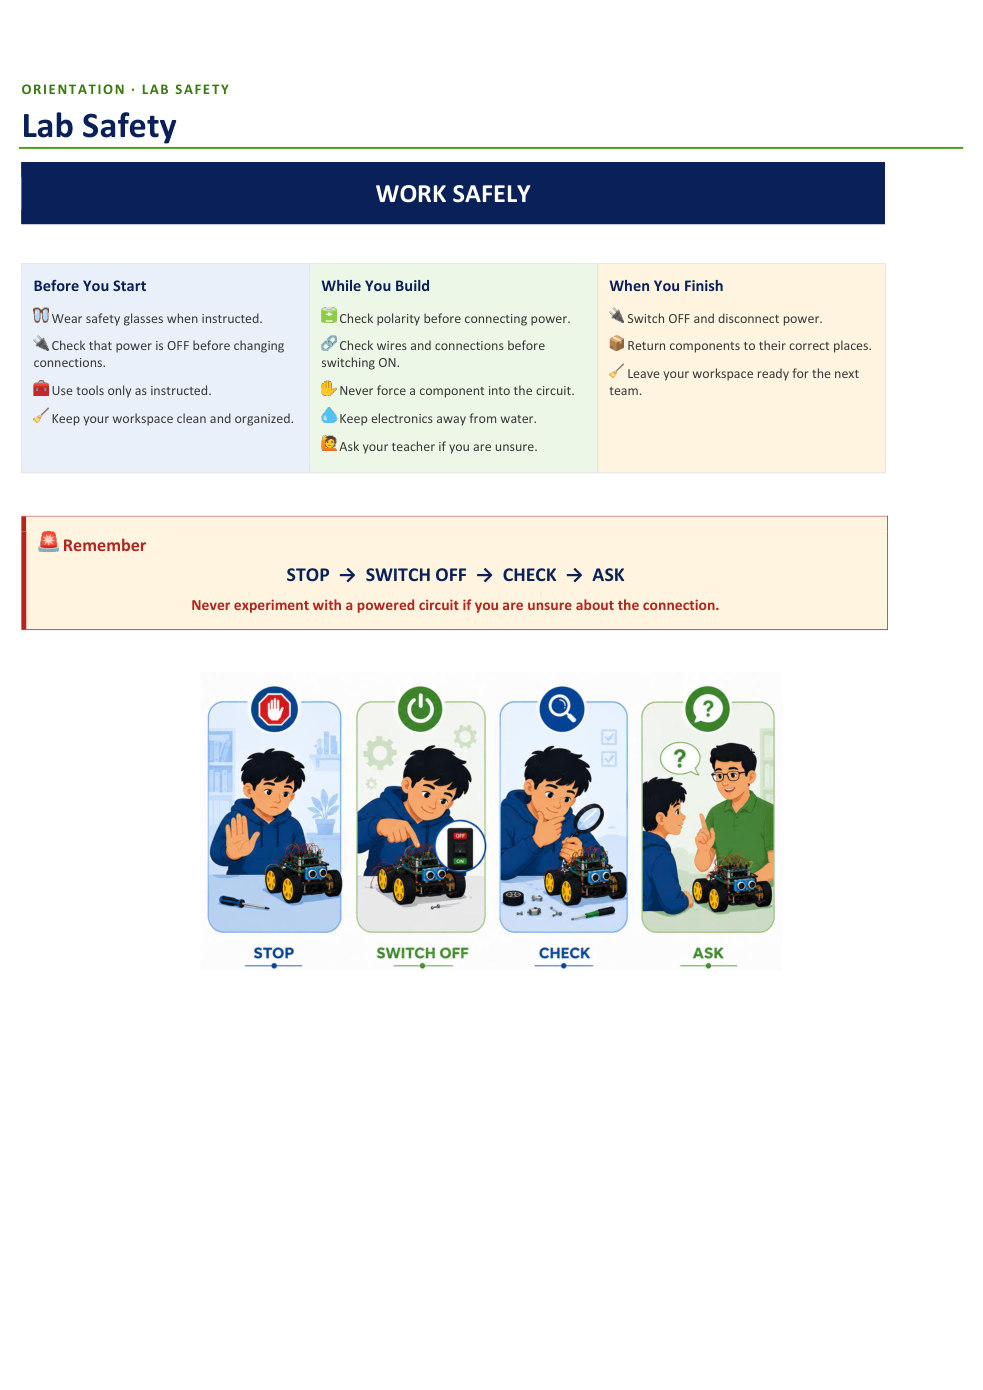 ORIENTATION · LAB SAFETY
Lab Safety
WORK SAFELY
Before You Start
Wear safety glasses when instructed.
Check that power is OFF before changing
connections.
Use tools only as instructed.
Keep your workspace clean and organized.
While You Build
Check polarity before connecting power.
Check wires and connections before
switching ON.
Never force a component into the circuit.
Keep electronics away from water.
Ask your teacher if you are unsure.
When You Finish
Switch OFF and disconnect power.
Return components to their correct places.
Leave your workspace ready for the next
team.
Remember
STOP → SWITCH OFF → CHECK → ASK
Never experiment with a powered circuit if you are unsure about the connection.
?
?
OFF
ON
STOP
SWITCH OFF
CHECK
ASK